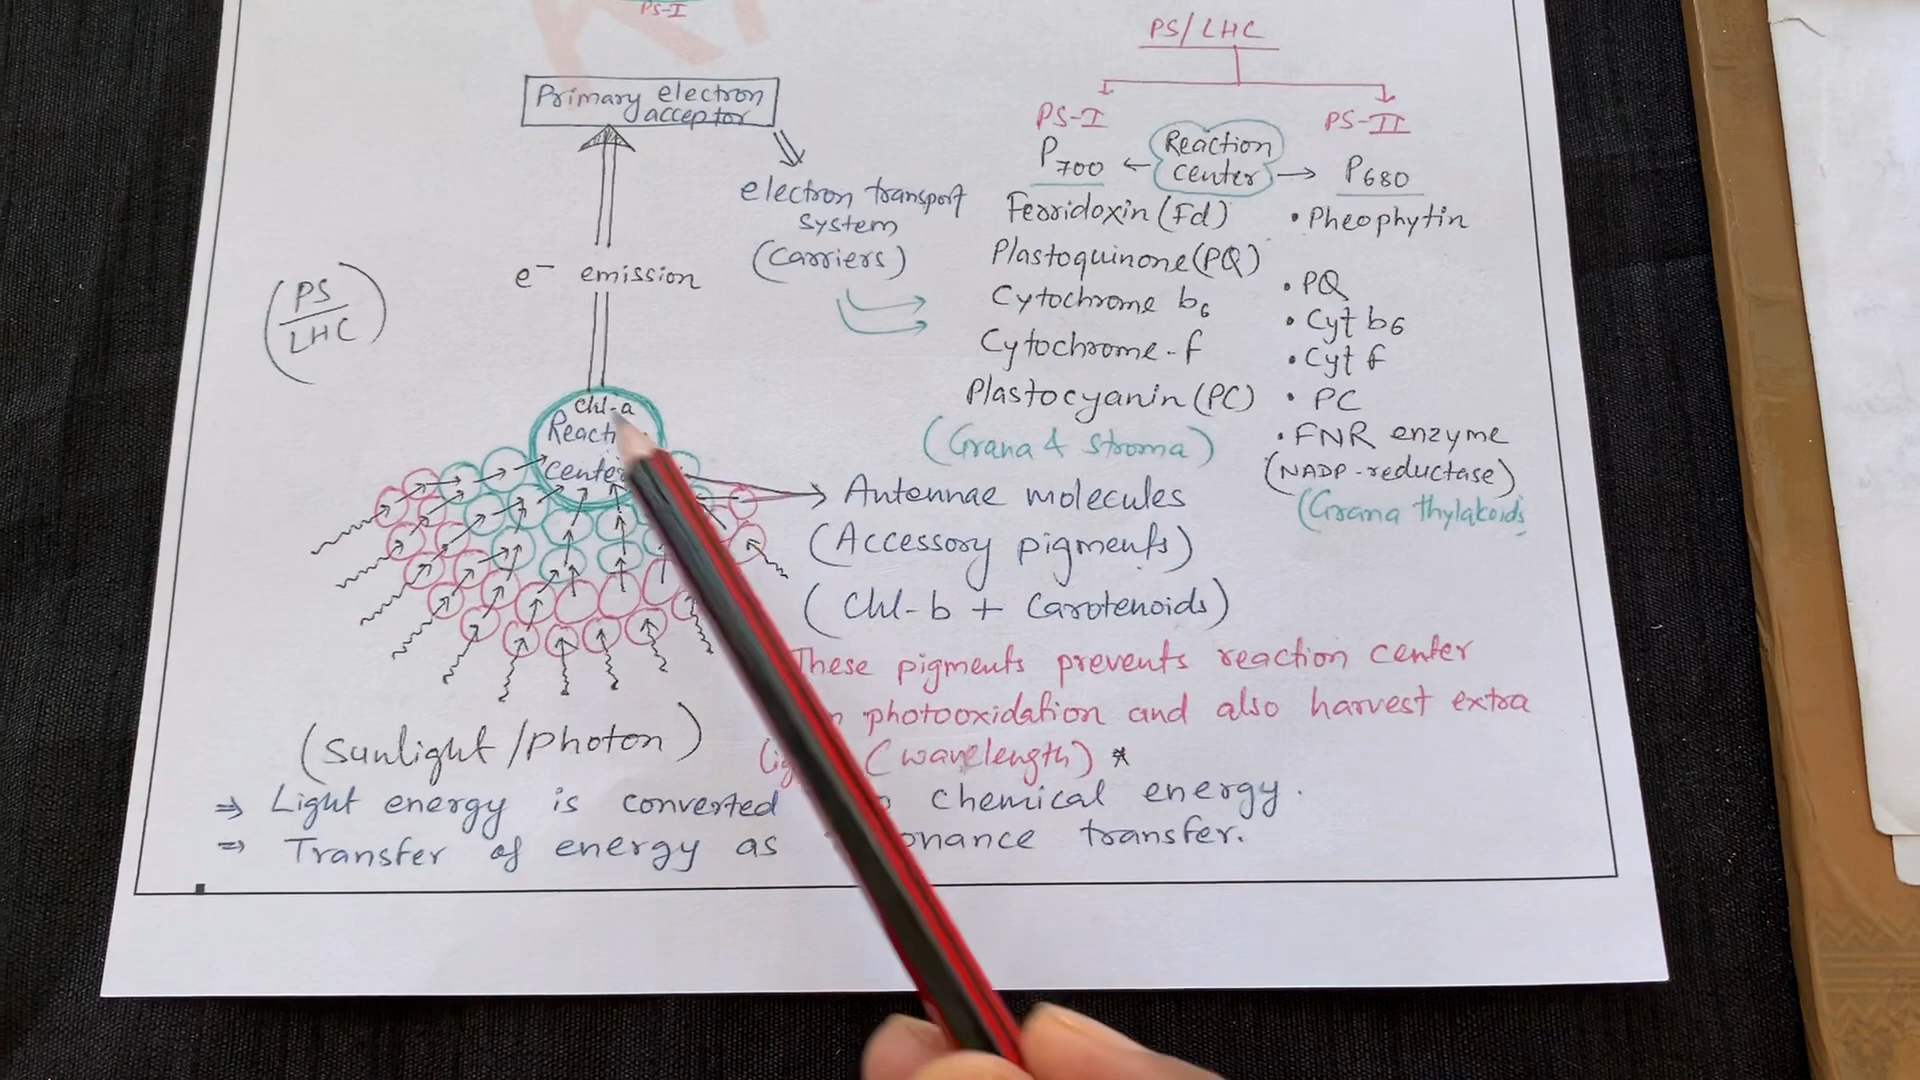 PS-I
PS/LHC
Primary electron
acceptor
PS-I
PS-II
Reaction
center
P700
P680
electron transport
system
(Carriers)
Ferridoxin (Fd)
• Pheophytin
Plastoquinone (PQ)
• PQ
e⁻ emission
(PS
LHC)
Cytochrome b6
• Cyt b6
Cytochrome-f
• Cyt f
Plastocyanin (PC)
• PC
(Grana & Stroma)
• FNR enzyme
(NADP-reductase)
(Grana thylakoids
Chl-a
center
Antennae molecules
(Accessory pigments)
(Chl-b + Carotenoids)
These pigments prevents reaction center
photooxidation and also harvest extra
(wavelength) *
(Sunlight/photon)
⇒ Light energy is converted chemical energy.
⇒ Transfer of energy as transfer.